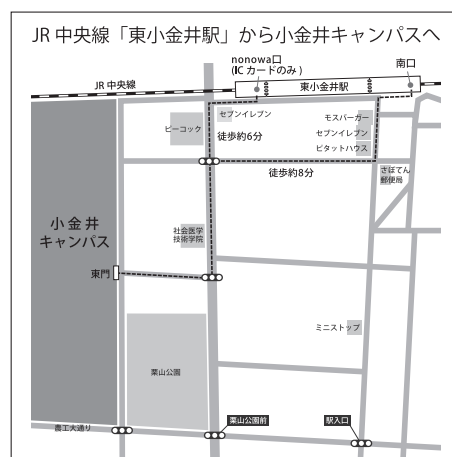 JR 中央線「東小金井駅」から小金井キャンパスへ
nonowa口
(ICカードのみ)
南口
JR 中央線
東小金井駅
セブンイレブン
モスバーガー
ピーコック
徒歩約6分
セブンイレブン
ピタットハウス
徒歩約8分
さぼてん
郵便局
小金井
キャンパス
社会医学
技術学院
東門
ミニストップ
栗山公園
農工大通り
栗山公園前
駅入口